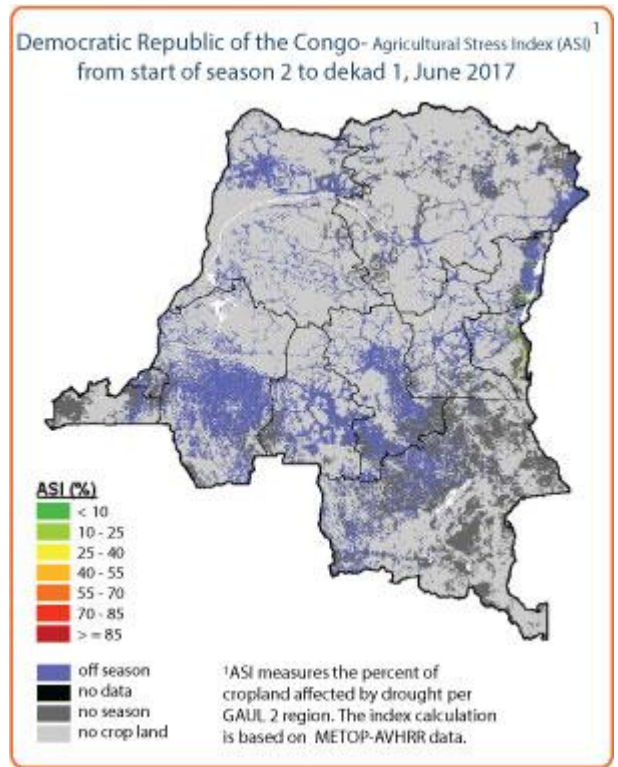 Democratic Republic of the Congo- Agricultural Stress Index (ASI)1
from start of season 2 to dekad 1, June 2017
ASI (%)
< 10
10 - 25
25 - 40
40 - 55
55 - 70
70 - 85
> = 85
off season
no data
no season
no crop land
1ASI measures the percent of
cropland affected by drought per
GAUL 2 region. The index calculation
is based on METOP-AVHRR data.